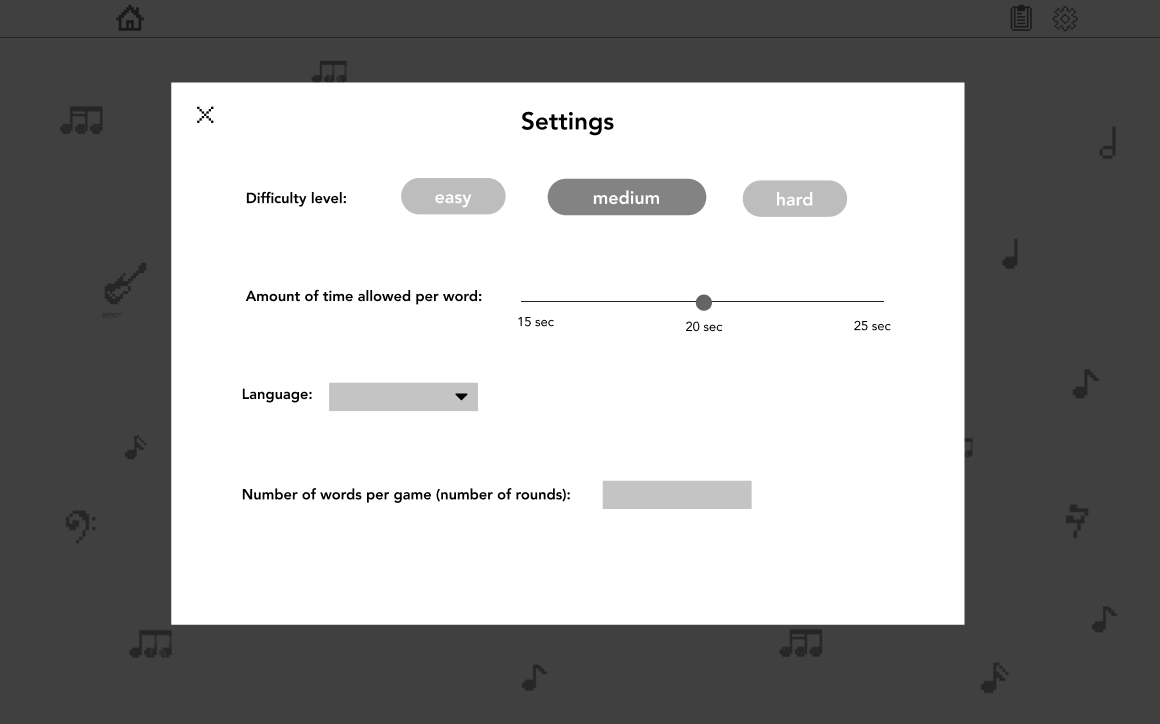 Settings
Difficulty level: easy medium hard
Amount of time allowed per word:
15 sec 20 sec 25 sec
Language:
Number of words per game (number of rounds):